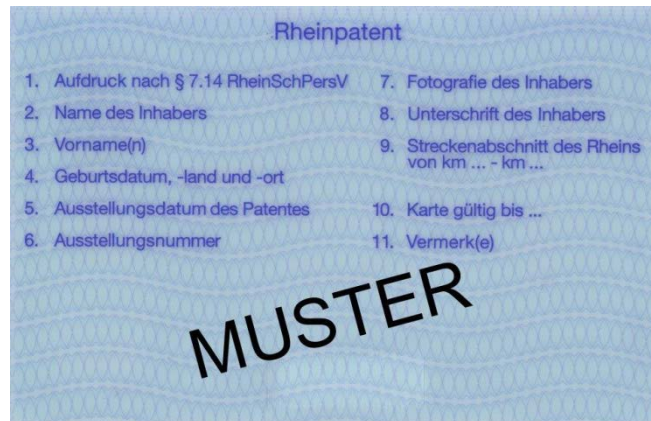 Rheinpatent
1. Aufdruck nach § 7.14 RheinSchPersV
2. Name des Inhabers
3. Vorname(n)
4. Geburtsdatum, -land und -ort
5. Ausstellungsdatum des Patentes
6. Ausstellungsnummer
7. Fotografie des Inhabers
8. Unterschrift des Inhabers
9. Streckenabschnitt des Rheins
von km ... - km ...
10. Karte gültig bis ...
11. Vermerk(e)
MUSTER